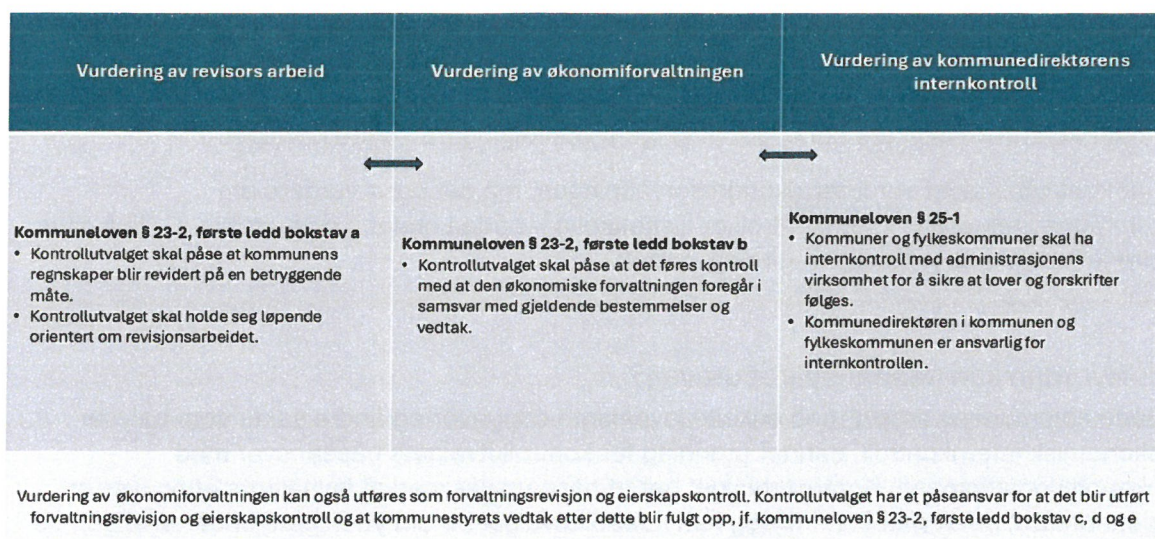 Vurdering av revisors arbeid
Vurdering av økonomiforvaltningen
Vurdering av kommunedirektørens
internkontroll
Kommuneloven § 23-2, første ledd bokstav a
• Kontrollutvalget skal påse at kommunens
regnskaper blir revidert på en betryggende
måte.
• Kontrollutvalget skal holde seg løpende
orientert om revisjonsarbeidet.
Kommuneloven § 23-2, første ledd bokstav b
• Kontrollutvalget skal påse at det føres kontroll
med at den økonomiske forvaltningen foregår i
samsvar med gjeldende bestemmelser og
vedtak.
Kommuneloven § 25-1
• Kommuner og fylkeskommuner skal ha
internkontroll med administrasjonens
virksomhet for å sikre at lover og forskrifter
følges.
• Kommunedirektøren i kommunen og
fylkeskommunen er ansvarlig for
internkontrollen.
Vurdering av økonomiforvaltningen kan også utføres som forvaltningsrevisjon og eierskapskontroll. Kontrollutvalget har et påseansvar for at det blir utført
forvaltningsrevisjon og eierskapskontroll og at kommunestyrets vedtak etter dette blir fulgt opp, jf. kommuneloven § 23-2, første ledd bokstav c, d og e